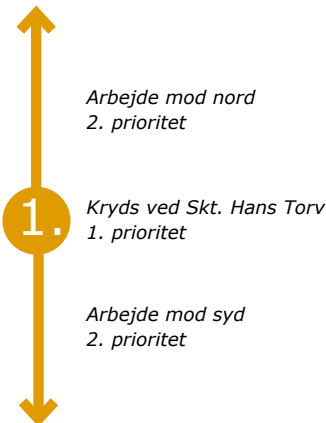 Arbejde mod nord
2. prioritet
1.
Kryds ved Skt. Hans Torv
1. prioritet
Arbejde mod syd
2. prioritet